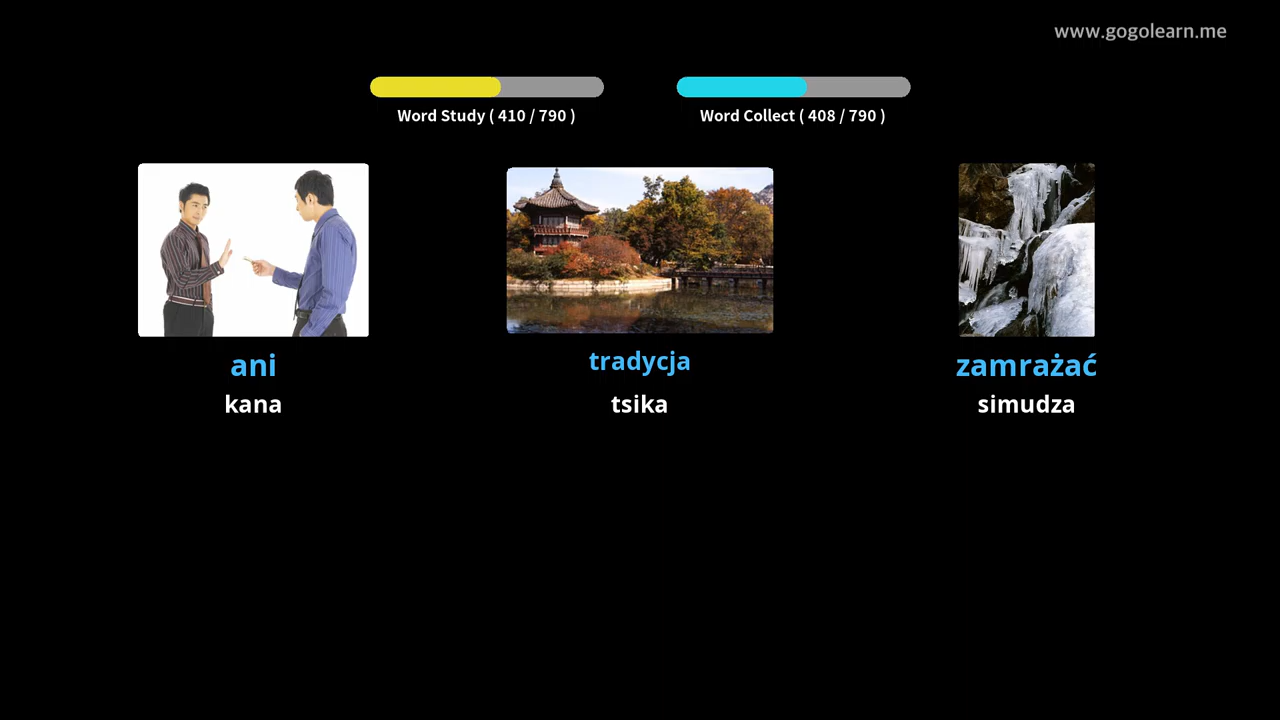 www.gogolearn.me
Word Study ( 410 / 790 )
Word Collect ( 408 / 790 )
ani
kana
tradycja
tsika
zamrażać
simudza